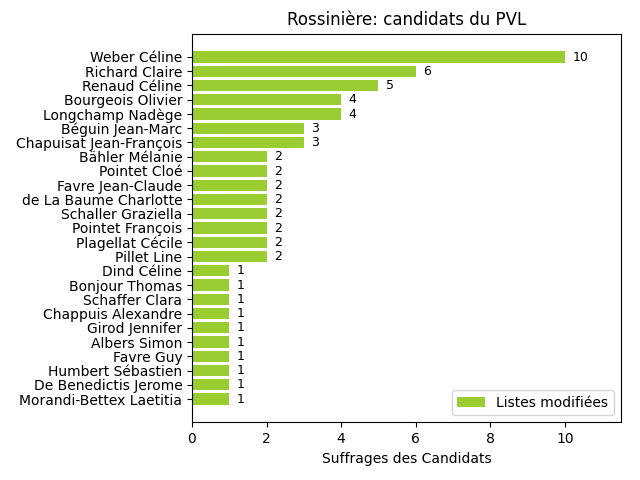 Rossinière: candidats du PVL
Weber Céline 10
Richard Claire 6
Renaud Céline 5
Bourgeois Olivier 4
Longchamp Nadège 4
Béguin Jean-Marc 3
Chapuisat Jean-François 3
Bähler Mélanie 2
Pointet Cloé 2
Favre Jean-Claude 2
de La Baume Charlotte 2
Schaller Graziella 2
Pointet François 2
Plagellat Cécile 2
Pillet Line 2
Dind Céline 1
Bonjour Thomas 1
Schaffer Clara 1
Chappuis Alexandre 1
Girod Jennifer 1
Albers Simon 1
Favre Guy 1
Humbert Sébastien 1
De Benedictis Jerome 1
Morandi-Bettex Laetitia 1
Listes modifiées
0 2 4 6 8 10
Suffrages des Candidats